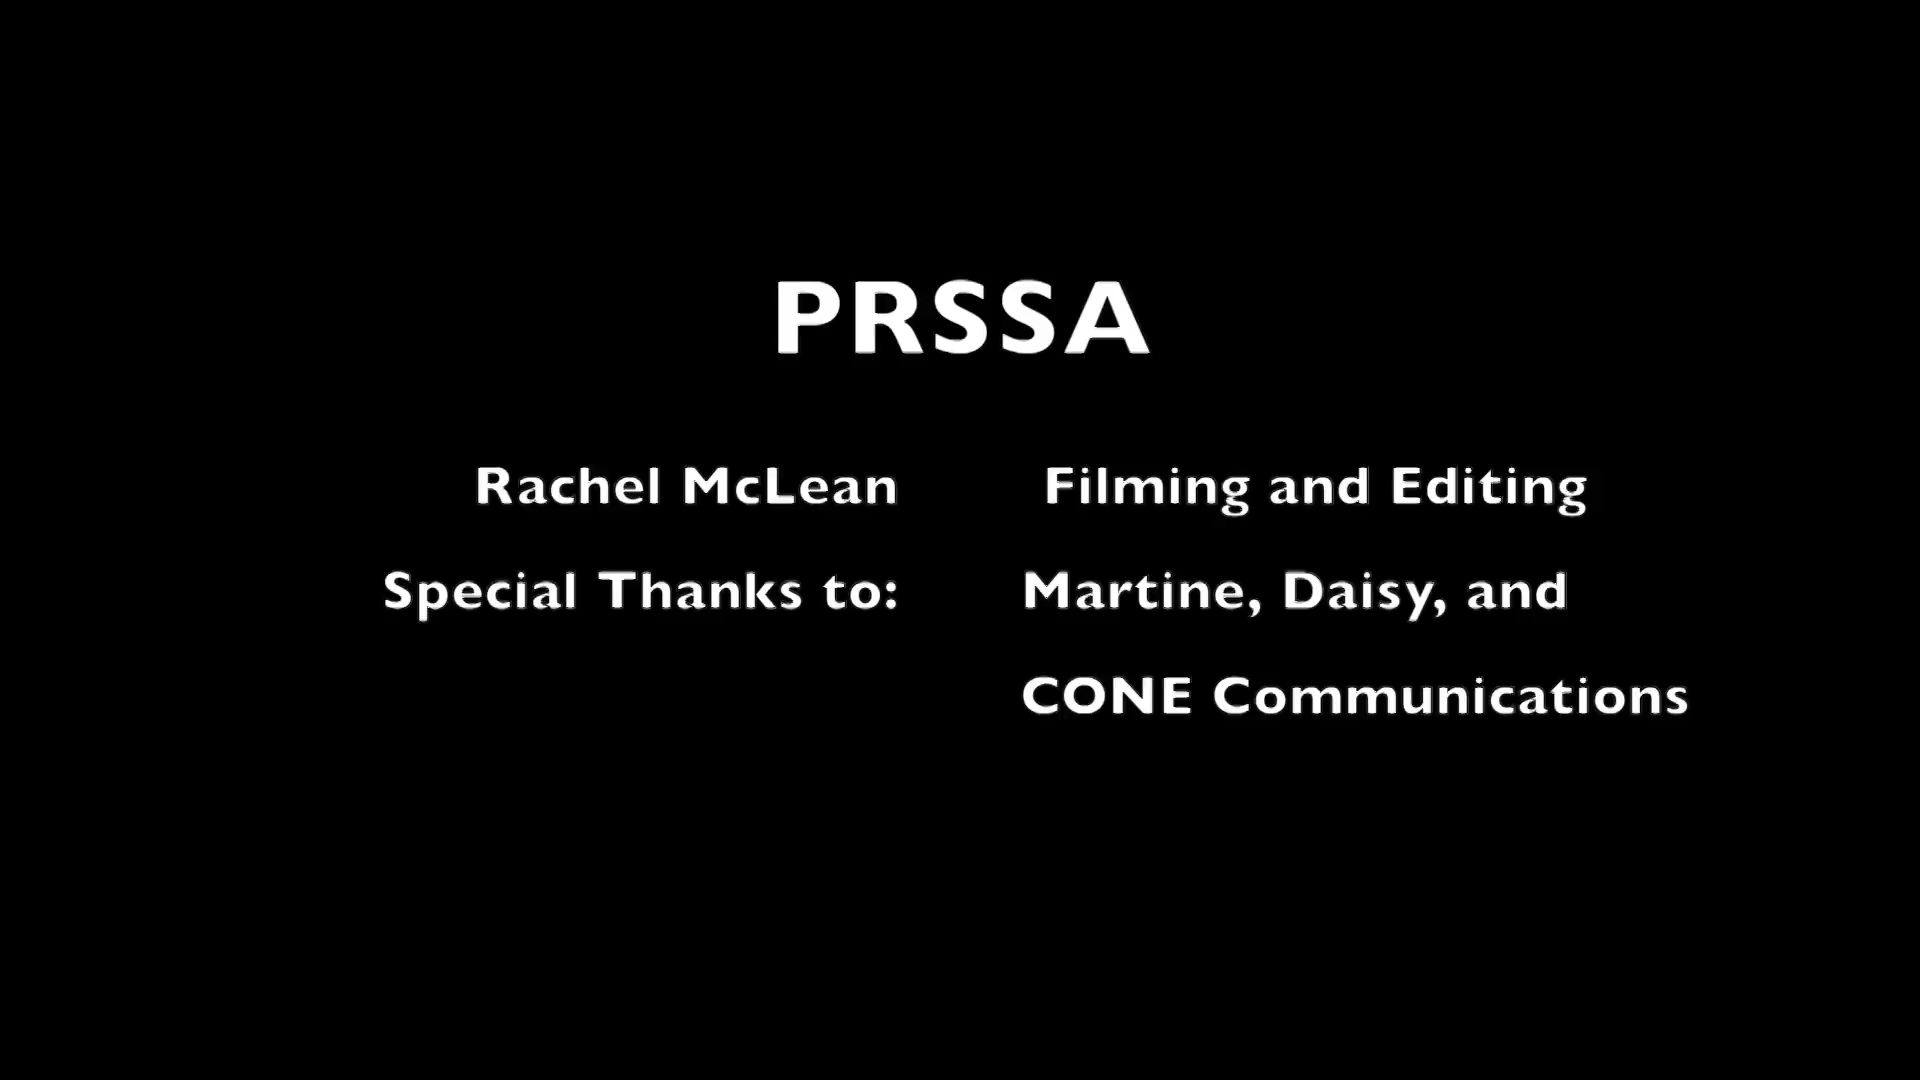 PRSSA
Rachel McLean Filming and Editing
Special Thanks to: Martine, Daisy, and
CONE Communications